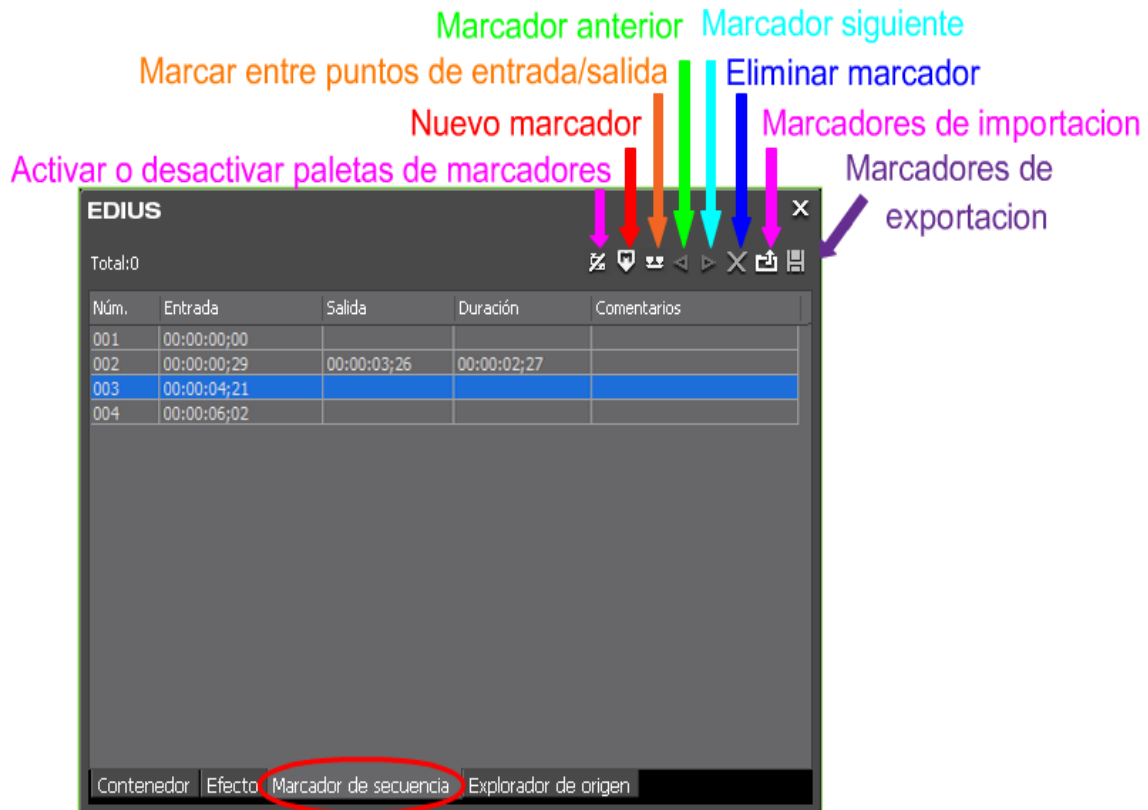 Marcador anterior Marcador siguiente
Marcar entre puntos de entrada/salida Eliminar marcador
Nuevo marcador Marcadores de importacion
Activar o desactivar paletas de marcadores Marcadores de
exportacion
EDIUS
Total:0
Núm. Entrada Salida Duración Comentarios
001 00:00:00;00
002 00:00:00;29 00:00:03;26 00:00:02;27
003 00:00:04;21
004 00:00:06;02
Contenedor Efecto Marcador de secuencia Explorador de origen